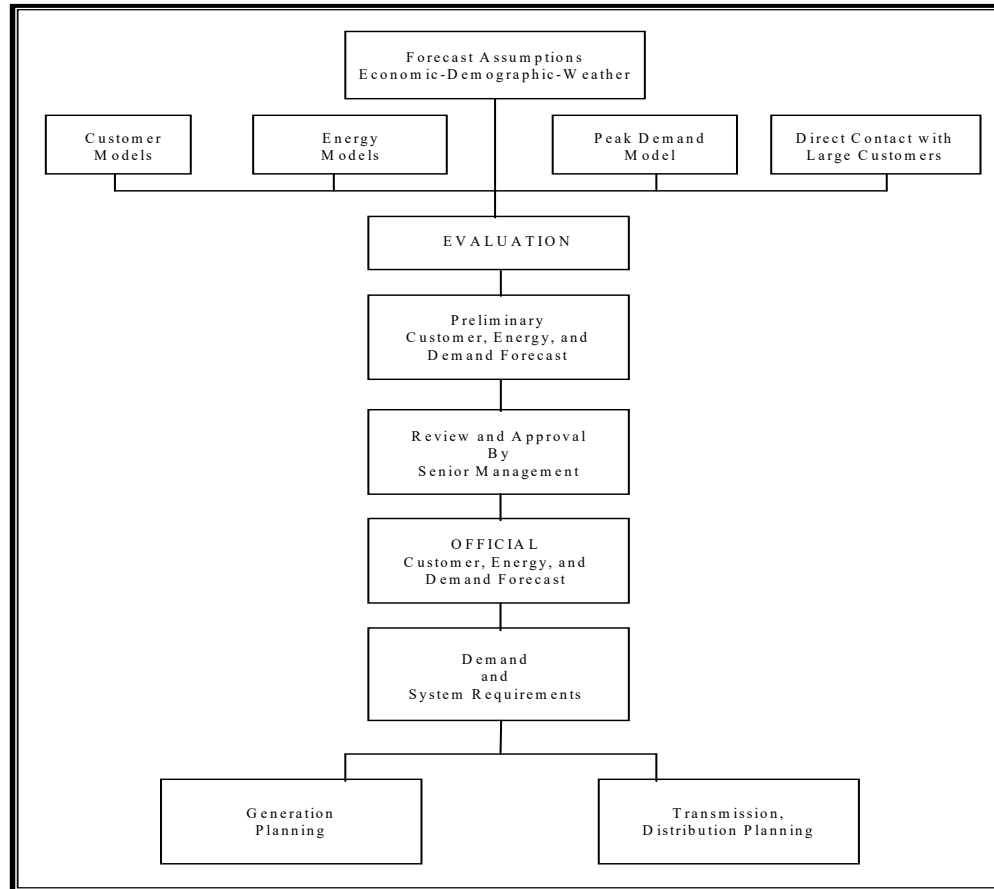 Forecast Assumptions
Economic-Demographic-Weather
Customer
Models
Energy
Models
Peak Demand
Model
Direct Contact with
Large Customers
EVALUATION
Preliminary
Customer, Energy, and
Demand Forecast
Review and Approval
By
Senior Management
OFFICIAL
Customer, Energy, and
Demand Forecast
Demand
and
System Requirements
Generation
Planning
Transmission,
Distribution Planning